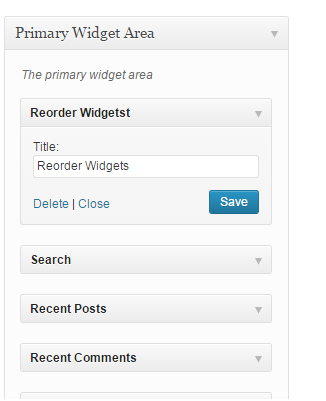 Primary Widget Area
The primary widget area
Reorder Widgetst
Title:
Reorder Widgets
Delete | Close
Save
Search
Recent Posts
Recent Comments